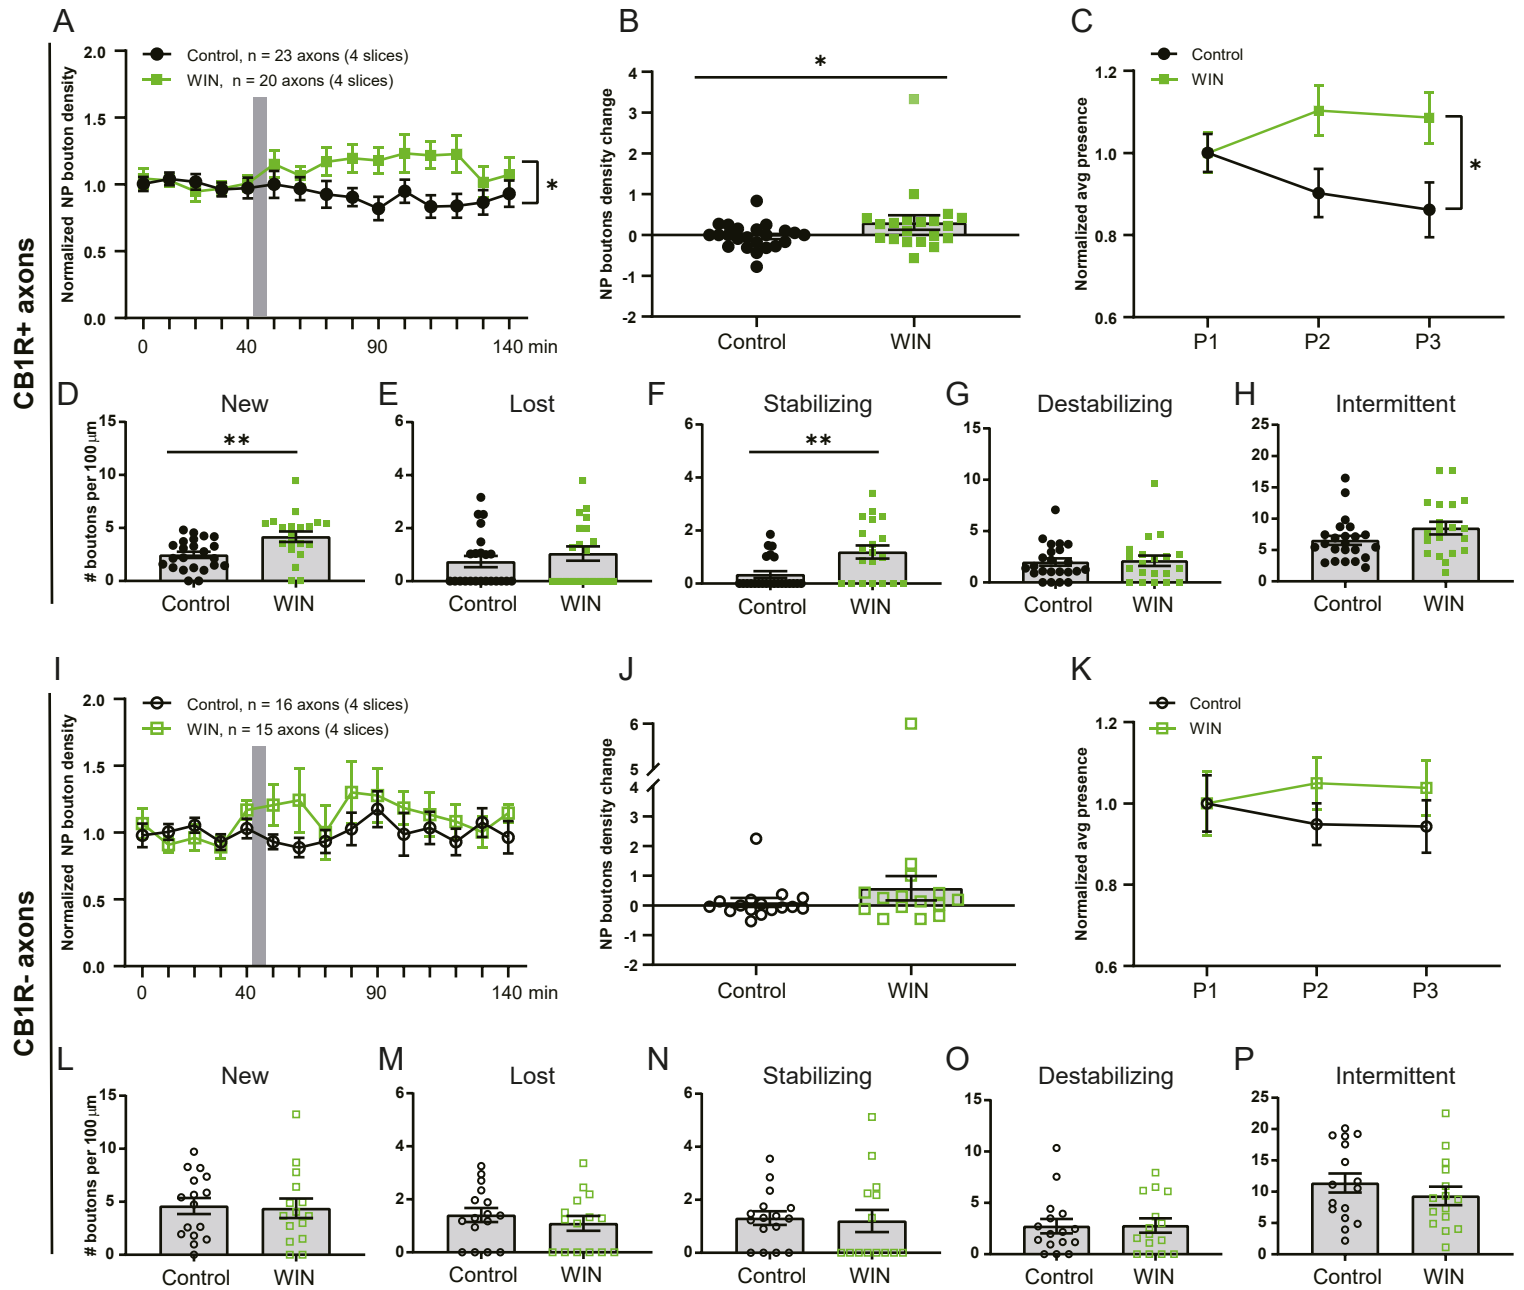 CB1R+ axons
A
Normalized NP bouton density
2.0
1.5
1.0
0.5
0.0
Control, n = 23 axons (4 slices)
WIN, n = 20 axons (4 slices)
*
0 40 90 140 min
B
NP boutons density change
4
3
2
1
0
-1
-2
*
Control WIN
C
Normalized avg presence
1.2
1.0
0.8
0.6
Control
WIN
*
P1 P2 P3
D
New
# boutons per 100 μm
15
10
5
0
**
Control WIN
E
Lost
6
4
2
0
Control WIN
F
Stabilizing
6
4
2
0
**
Control WIN
G
Destabilizing
15
10
5
0
Control WIN
H
Intermittent
25
20
15
10
5
0
Control WIN
CB1R- axons
I
Normalized NP bouton density
2.0
1.5
1.0
0.5
0.0
Control, n = 16 axons (4 slices)
WIN, n = 15 axons (4 slices)
0 40 90 140 min
J
NP boutons density change
6
5
4
3
2
1
0
-1
-2
Control WIN
K
Normalized avg presence
1.2
1.0
0.8
0.6
Control
WIN
P1 P2 P3
L
New
# boutons per 100 μm
15
10
5
0
Control WIN
M
Lost
6
4
2
0
Control WIN
N
Stabilizing
6
4
2
0
Control WIN
O
Destabilizing
15
10
5
0
Control WIN
P
Intermittent
25
20
15
10
5
0
Control WIN